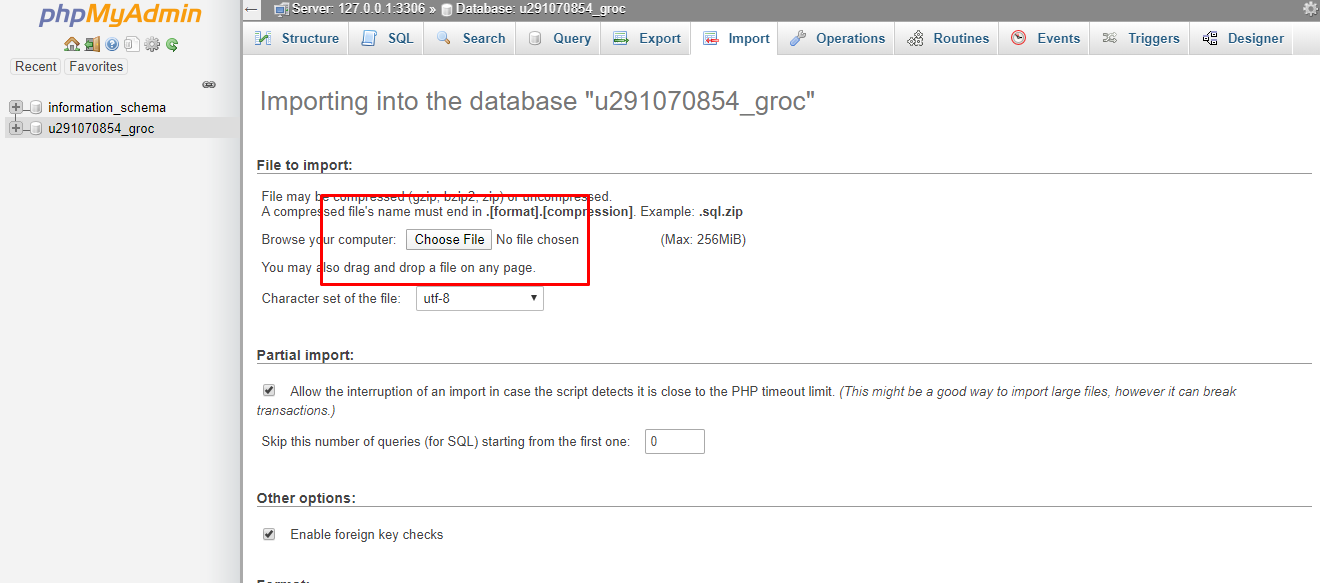 phpMyAdmin
Recent Favorites
information_schema
u291070854_groc
Server: 127.0.0.1:3306 » Database: u291070854_groc
Structure SQL Search Query Export Import Operations Routines Events Triggers Designer
Importing into the database "u291070854_groc"
File to import:
File may be compressed (gzip, bzip2, zip) or uncompressed.
A compressed file's name must end in .[format].[compression]. Example: .sql.zip
Browse your computer: Choose File No file chosen (Max: 256MiB)
You may also drag and drop a file on any page.
Character set of the file: utf-8
Partial import:
Allow the interruption of an import in case the script detects it is close to the PHP timeout limit. (This might be a good way to import large files, however it can break
transactions.)
Skip this number of queries (for SQL) starting from the first one: 0
Other options:
Enable foreign key checks
Format: